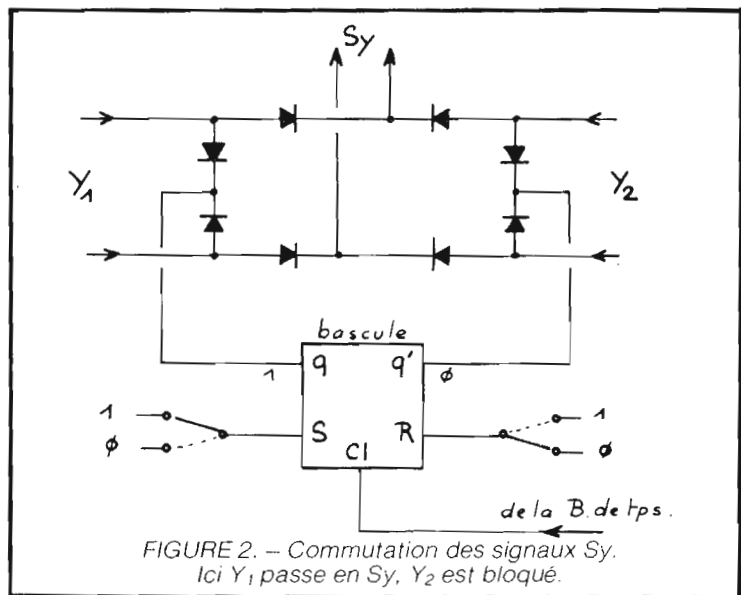 Sy
Y1
Y2
bascule
1 q q' ø
1 S R 1
ø ø
Cl
de la B. de tps.
FIGURE 2. – Commutation des signaux Sy.
Ici Y1 passe en Sy, Y2 est bloqué.